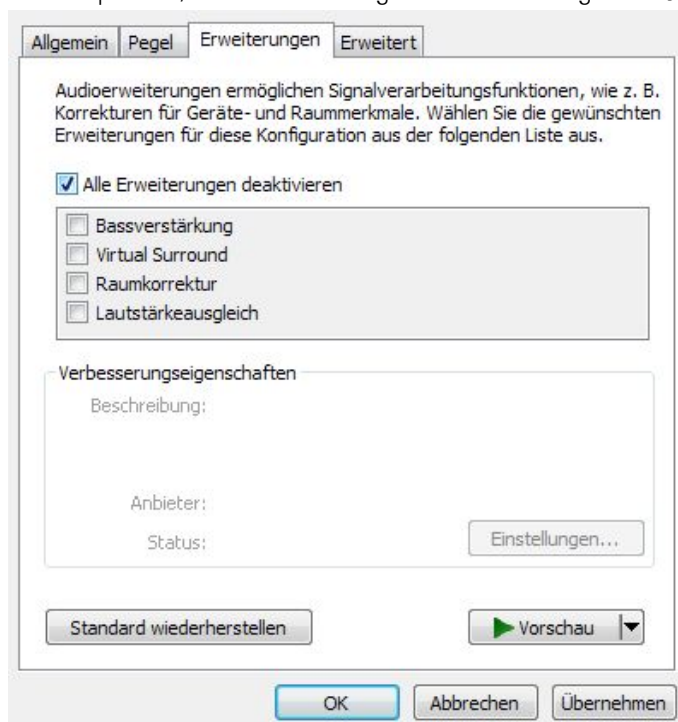 Allgemein Pegel Erweiterungen Erweitert
Audioerweiterungen ermöglichen Signalverarbeitungsfunktionen, wie z. B.
Korrekturen für Geräte- und Raummerkmale. Wählen Sie die gewünschten
Erweiterungen für diese Konfiguration aus der folgenden Liste aus.
Alle Erweiterungen deaktivieren
Bassverstärkung
Virtual Surround
Raumkorrektur
Lautstärkeausgleich
Verbesserungseigenschaften
Beschreibung:
Anbieter:
Status:
Einstellungen...
Standard wiederherstellen
Vorschau
OK Abbrechen Übernehmen